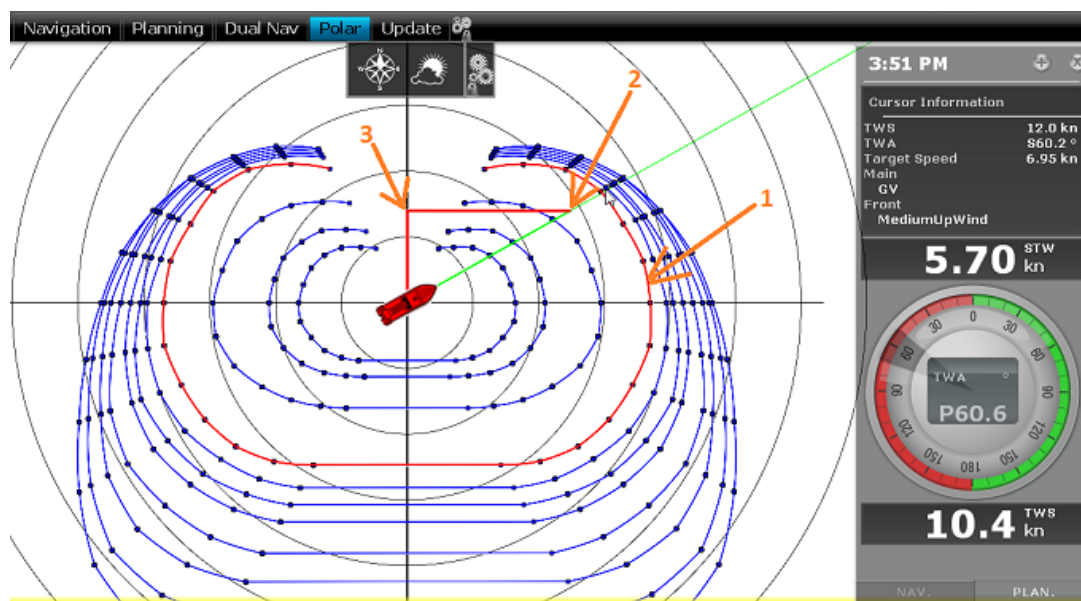 Navigation Planning Dual Nav Polar Update
N
S
3:51 PM
Cursor Information
TWS 12.0 kn
TWA S60.2 °
Target Speed 6.95 kn
Main
GV
Front
MediumUpWind
5.70 STW kn
0
30 30
60 60
90 90
120 120
150 150
180
TWA °
P60.6
10.4 TWS kn
NAV. PLAN.
3
2
1